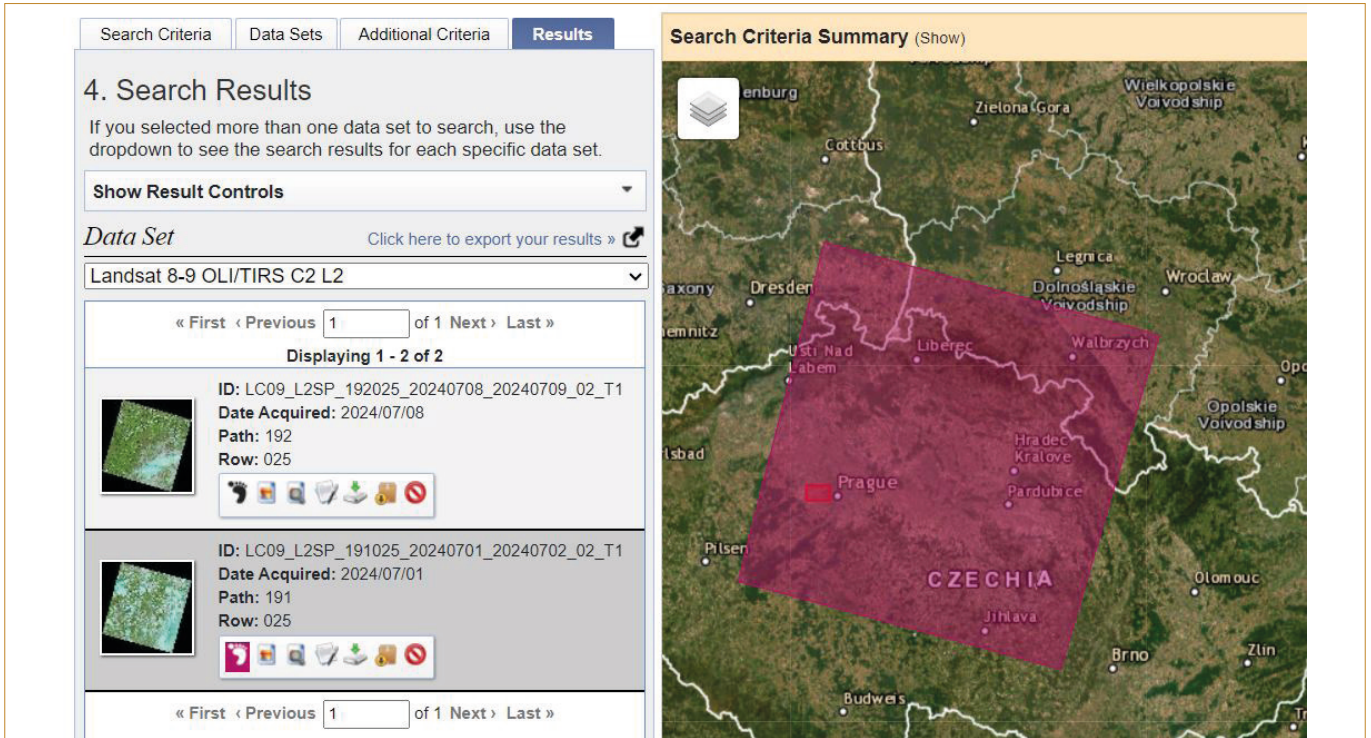 Search Criteria
Data Sets
Additional Criteria
Results
4. Search Results
If you selected more than one data set to search, use the
dropdown to see the search results for each specific data set.
Show Result Controls
Data Set
Click here to export your results »
Landsat 8-9 OLI/TIRS C2 L2
« First ‹ Previous 1 of 1 Next › Last »
Displaying 1 - 2 of 2
ID: LC09_L2SP_192025_20240708_20240709_02_T1
Date Acquired: 2024/07/08
Path: 192
Row: 025
ID: LC09_L2SP_191025_20240701_20240702_02_T1
Date Acquired: 2024/07/01
Path: 191
Row: 025
« First ‹ Previous 1 of 1 Next › Last »
Search Criteria Summary (Show)
enburg
Zielona Gora
Wielkopolskie
Voivodship
Cottbus
Legnica
Wroclaw
axony
Dresden
Dolnośląskie
Voivodship
emnitz
Usti Nad
Labem
Liberec
Walbrzych
Opo
Opolskie
Voivodship
lsbad
Hradec
Kralove
Prague
Pardubice
Pilsen
CZECHIA
Olomouc
Jihlava
Brno
Zlin
Budweis